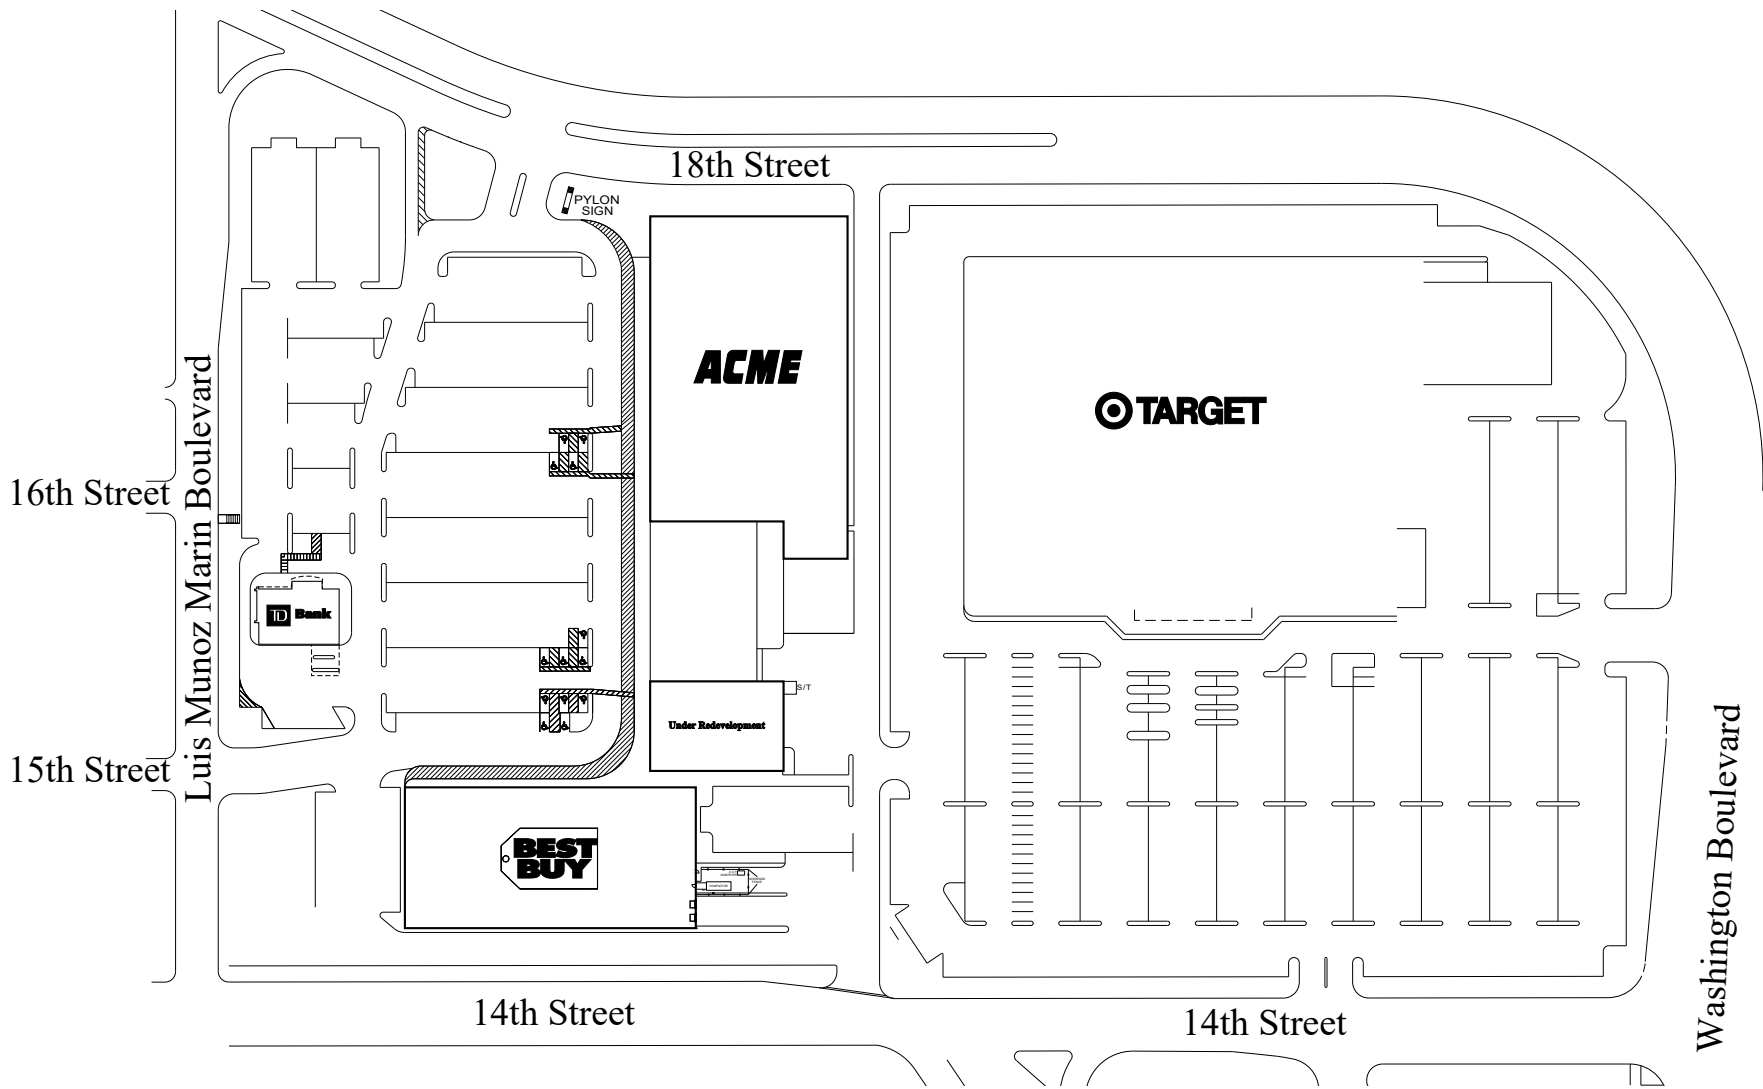 18th Street
PYLON
SIGN
ACME
TARGET
Luis Munoz Marin Boulevard
16th Street
TD Bank
S/T
Under Redevelopment
15th Street
Washington Boulevard
BEST
BUY
14th Street
14th Street